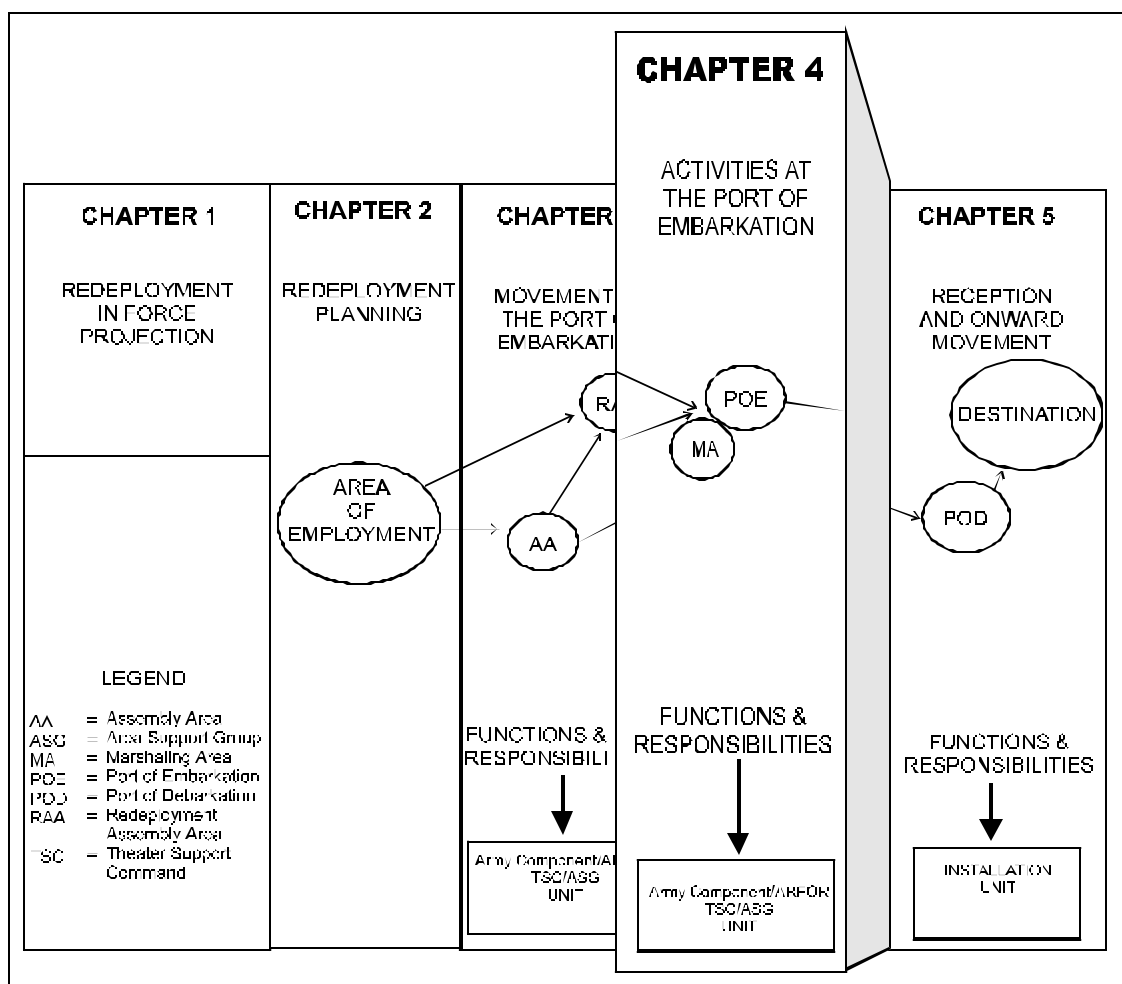 CHAPTER 1
REDEPLOYMENT
IN FORCE
PROJECTION
LEGEND
AA = Assembly Area
ASG = Area Support Group
MA = Marshaling Area
POE = Port of Embarkation
POD = Port of Debarkation
RAA = Redeployment
Assembly Area
TSC = Theater Support
Command
CHAPTER 2
REDEPLOYMENT
PLANNING
AREA
OF
EMPLOYMENT
CHAPTER
MOVEMENT
THE PORT
EMBARKATI
RA
AA
FUNCTIONS &
RESPONSIBILI
Army Component/A
TSC/ASG
UNIT
CHAPTER 4
ACTIVITIES AT
THE PORT OF
EMBARKATION
POE
MA
FUNCTIONS &
RESPONSIBILITIES
Army Component/ARFOR
TSC/ASG
UNIT
CHAPTER 5
RECEPTION
AND ONWARD
MOVEMENT
DESTINATION
POD
FUNCTIONS &
RESPONSIBILITIES
INSTALLATION
UNIT